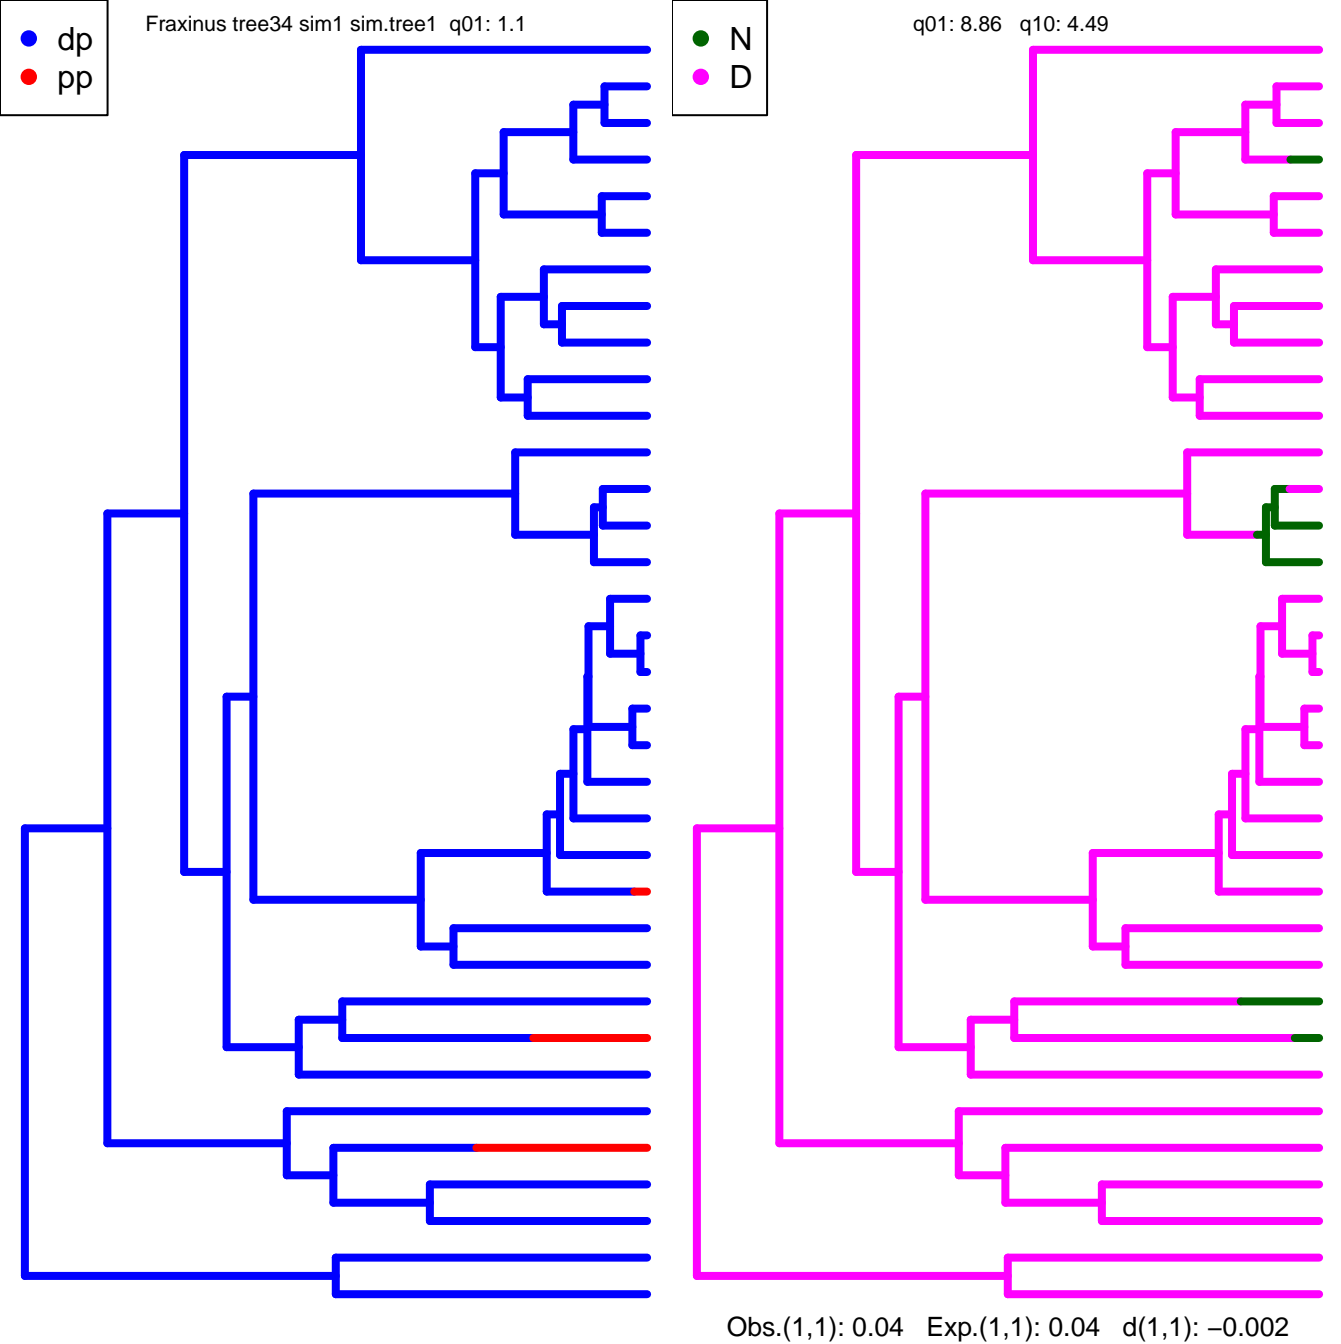 Fraxinus tree34 sim1 sim.tree1  q01: 1.1
dp
pp
q01: 8.86   q10: 4.49
N
D
Obs.(1,1): 0.04   Exp.(1,1): 0.04   d(1,1): −0.002